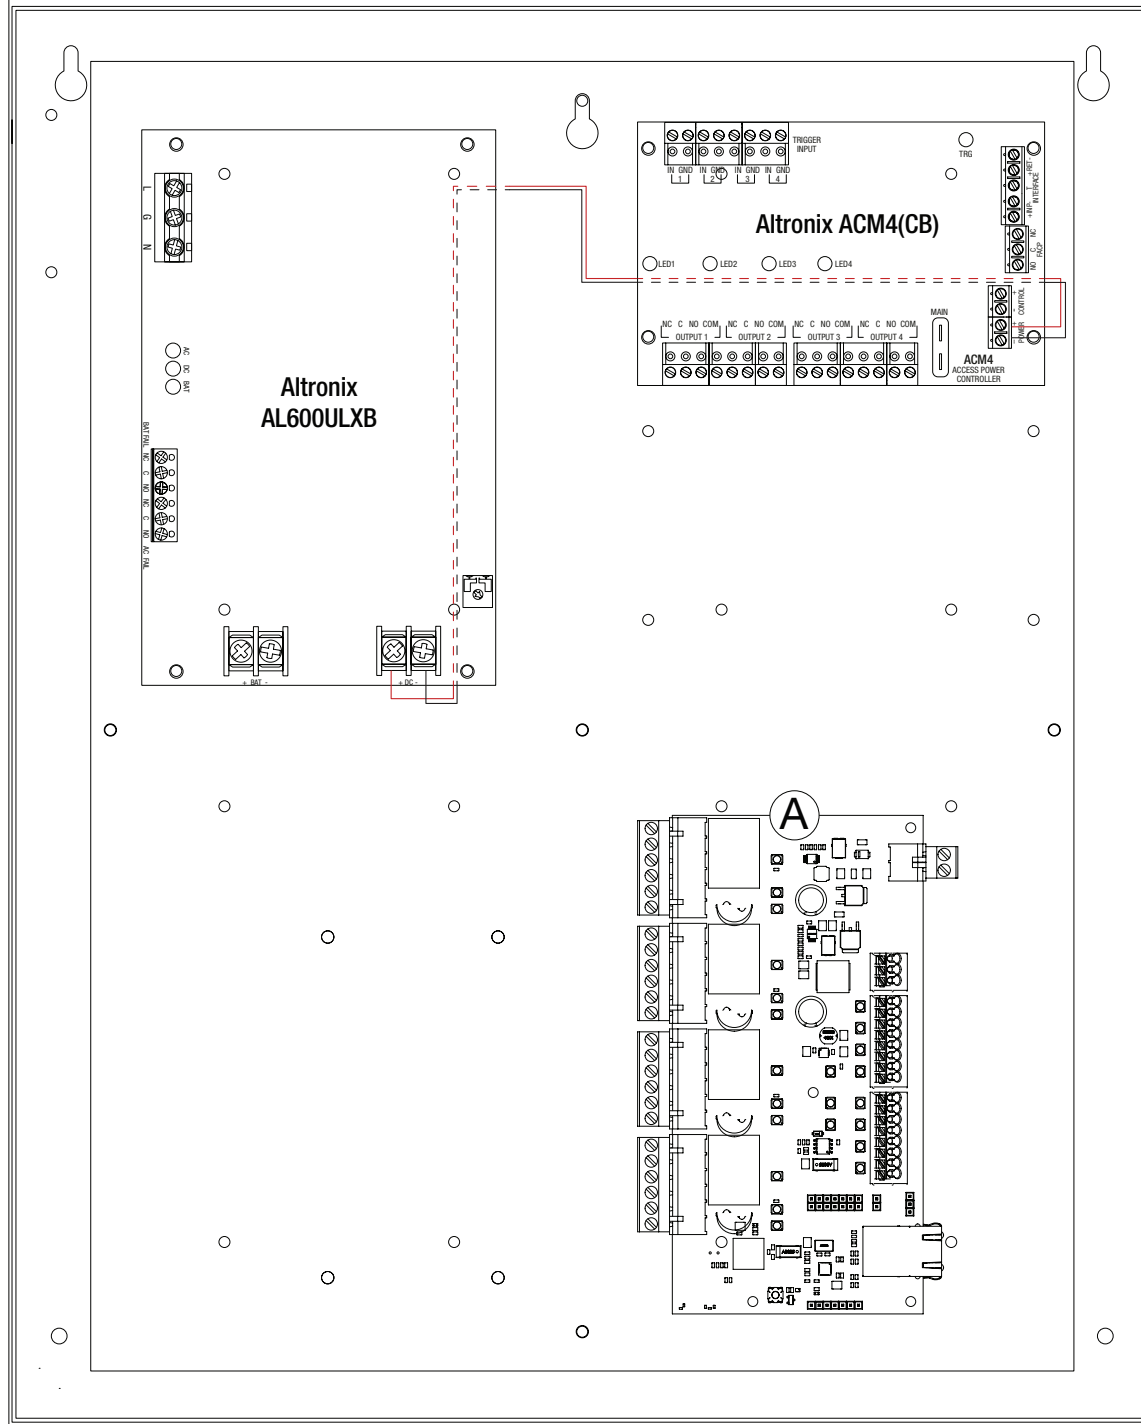 TRIGGER
INPUT
TRG
IN GND IN GND IN GND IN GND
1 2 3 4
+ INP - T + RET -
INTERFACE
Altronix ACM4(CB)
NO C NC
FACP
LED1 LED2 LED3 LED4
- CONTROL +
- POWER +
MAIN
NC C NO COM NC C NO COM NC C NO COM NC C NO COM
OUTPUT 1 OUTPUT 2 OUTPUT 3 OUTPUT 4
ACM4
ACCESS POWER
CONTROLLER
L
G
N
AC
DC
BAT
Altronix
AL600ULXB
BAT FAIL
NC
C
NO
NC
C
NO
AC FAIL
+ BAT -
+ DC -
A